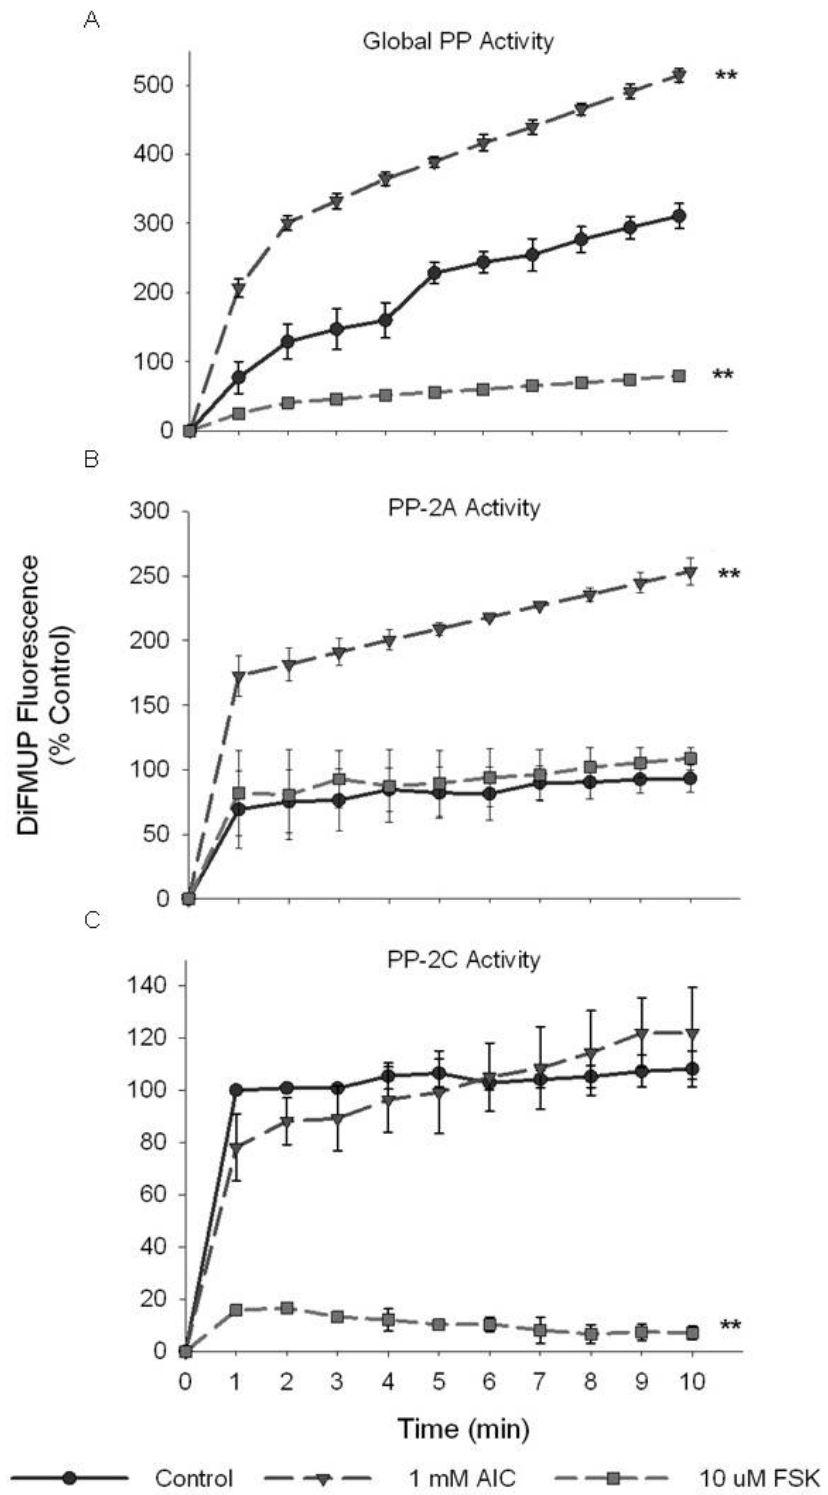 A
Global PP Activity
500
400
300
200
100
0
**
**
B
PP-2A Activity
300
250
200
150
100
50
0
**
DiFMUP Fluorescence
(% Control)
C
PP-2C Activity
140
120
100
80
60
40
20
0
**
0 1 2 3 4 5 6 7 8 9 10
Time (min)
Control 1 mM AIC 10 uM FSK